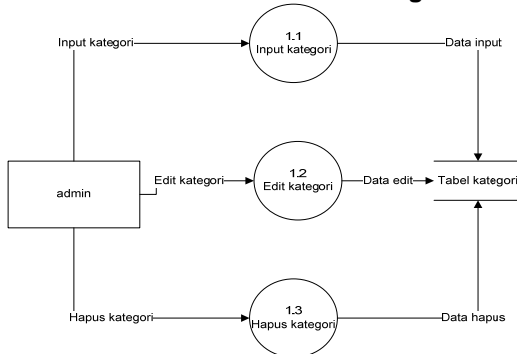 Input kategori
1.1
Input kategori
Data input
admin
Edit kategori
1.2
Edit kategori
Data edit
Tabel kategori
Hapus kategori
1.3
Hapus kategori
Data hapus